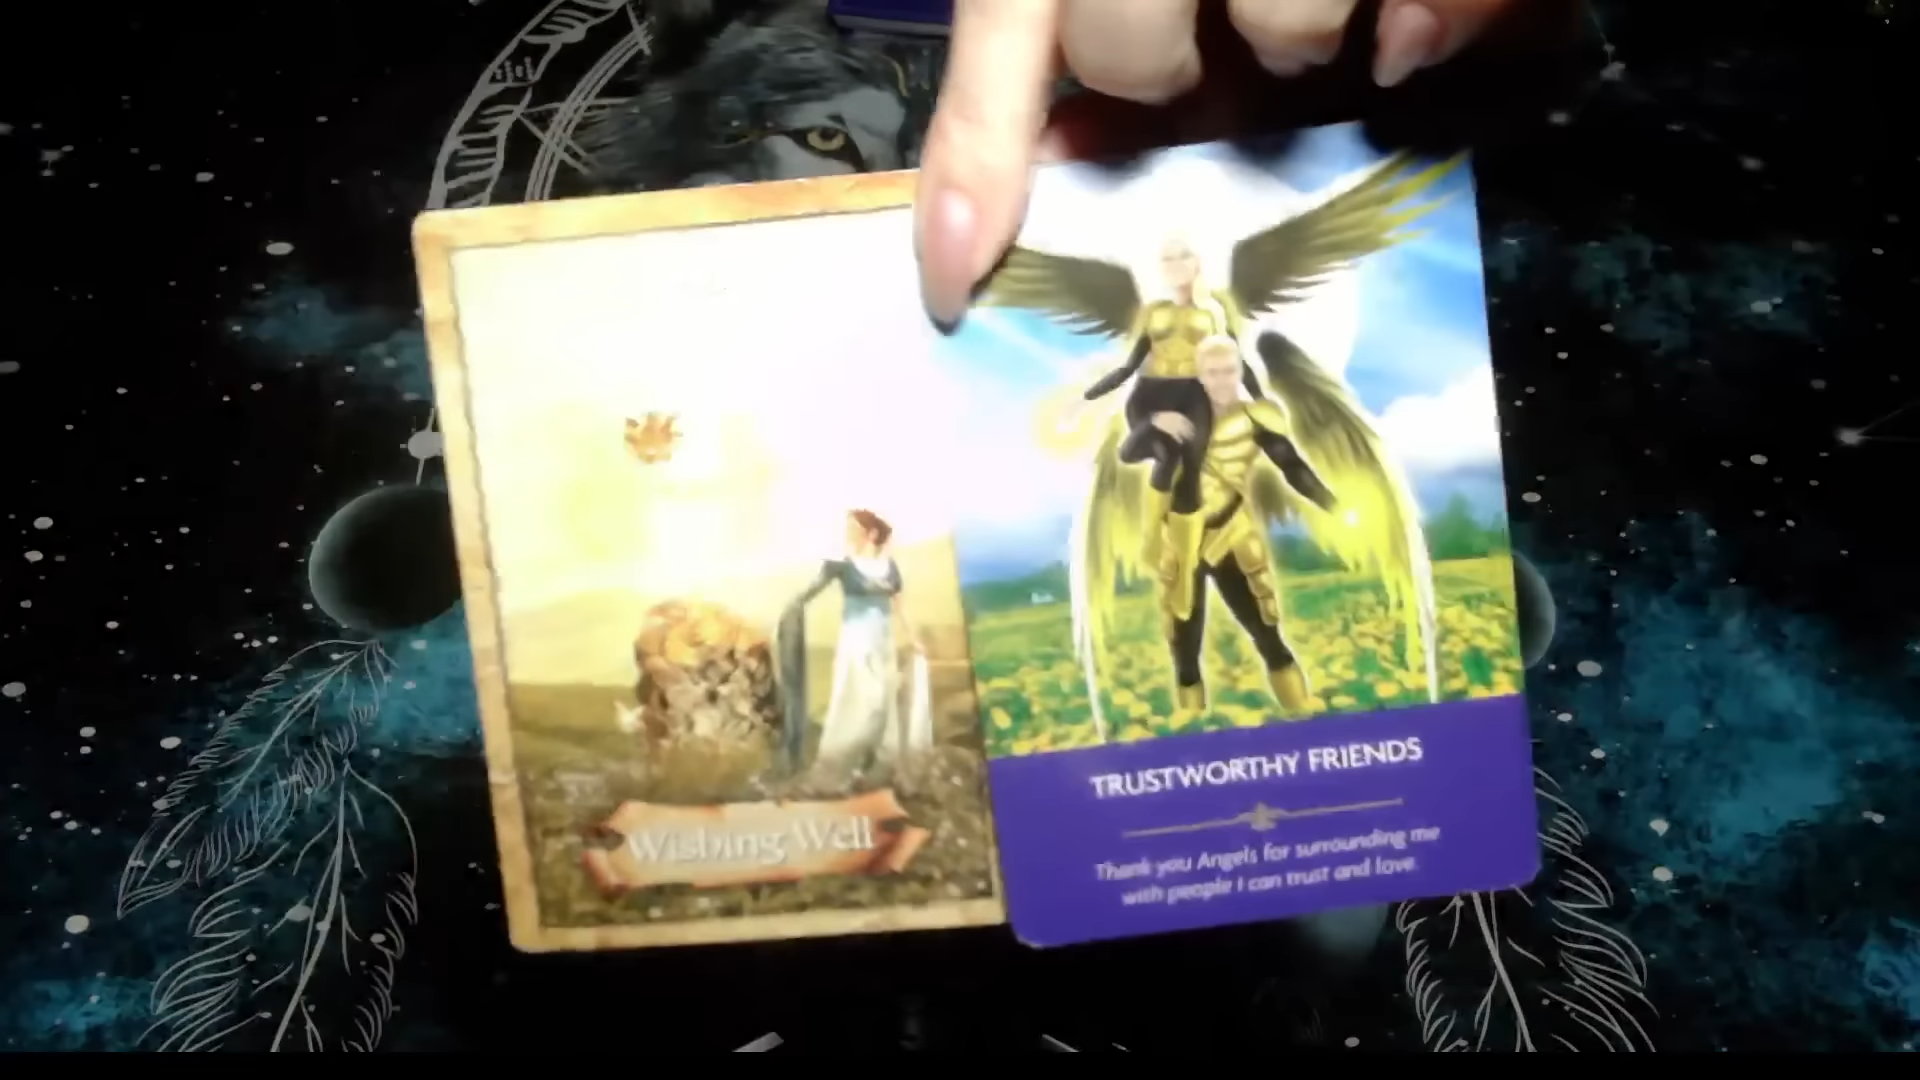 Wishing Well
TRUSTWORTHY FRIENDS
Thank you Angels for surrounding me
with people I can trust and love.